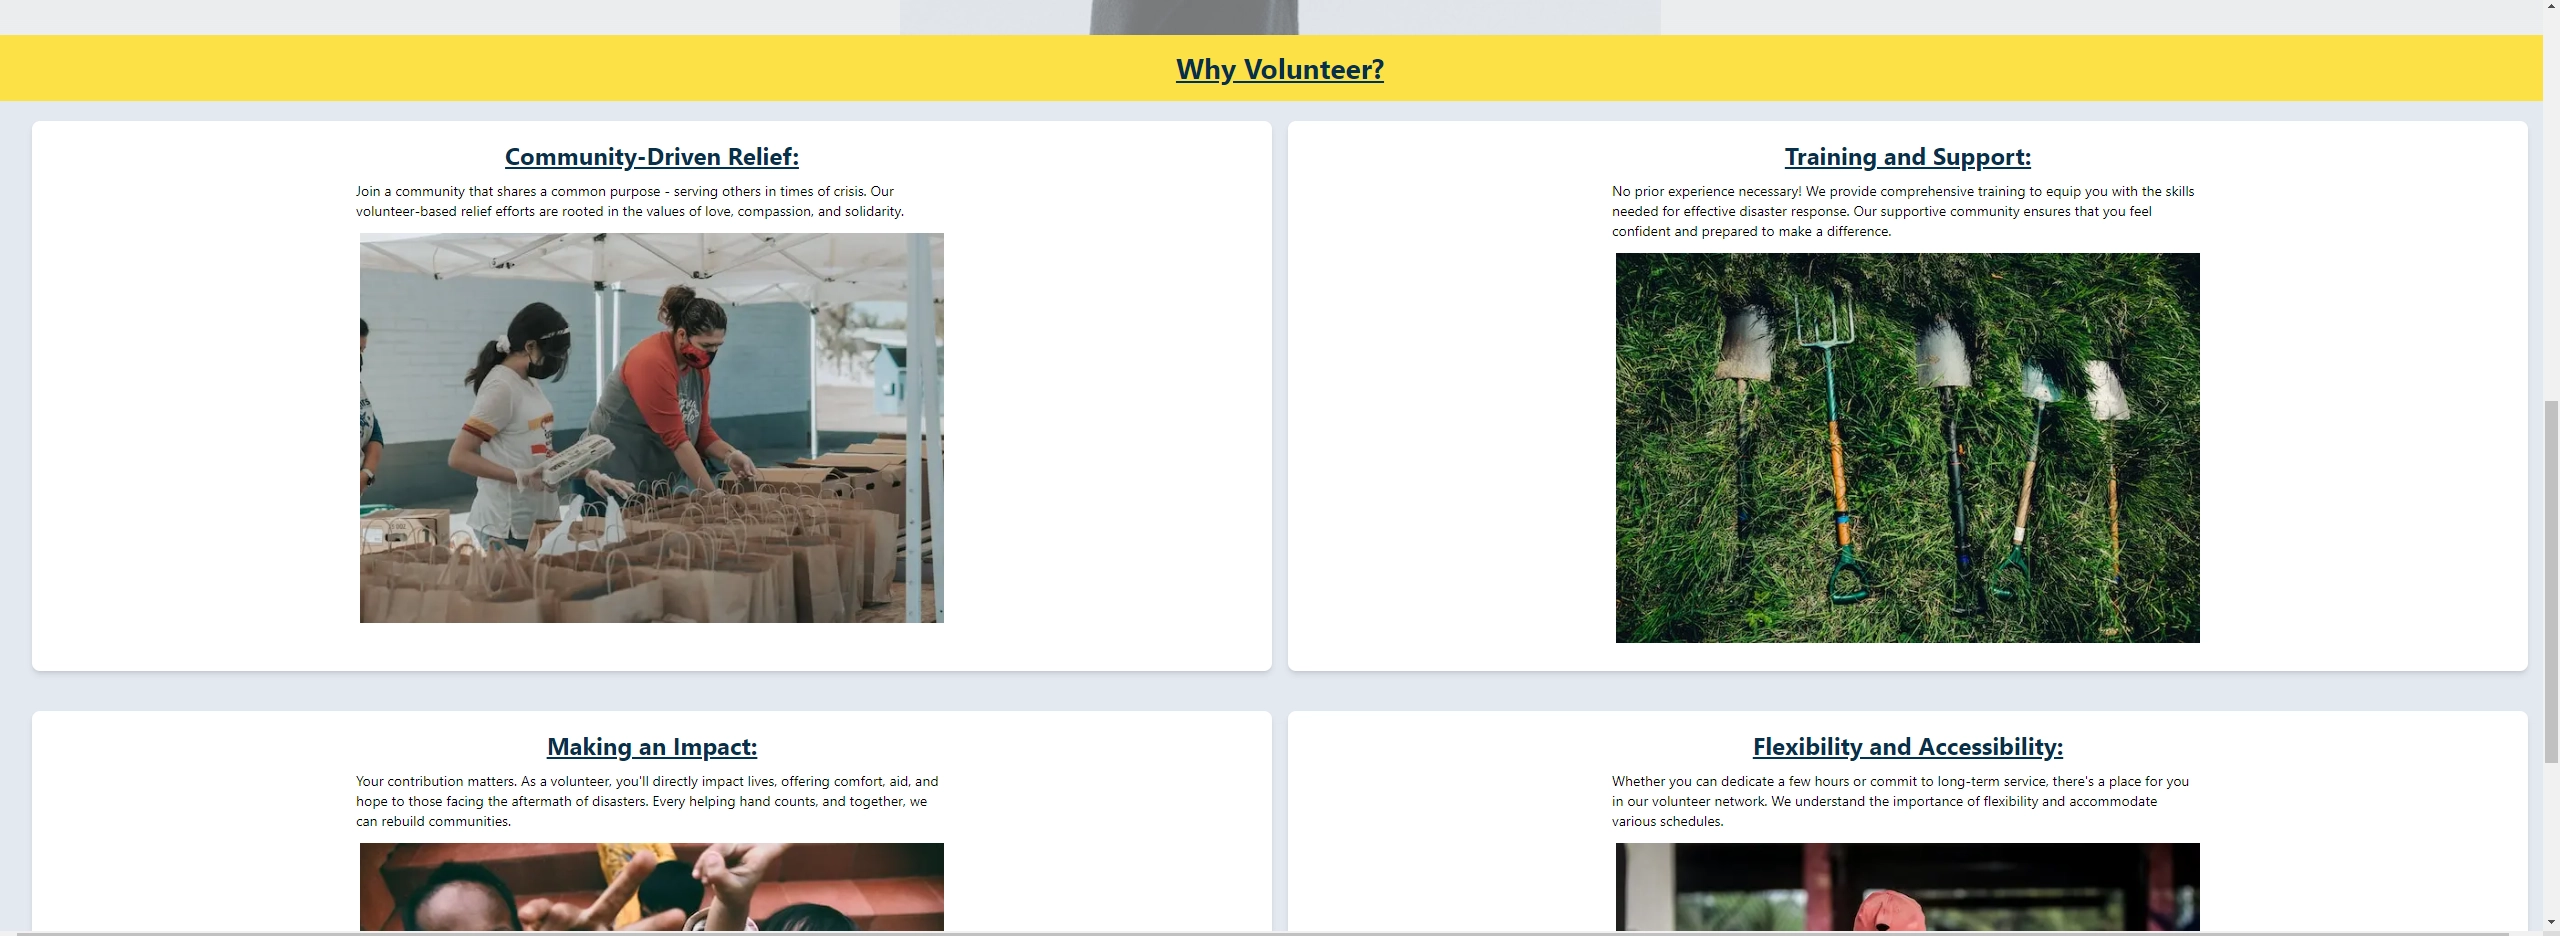 Why Volunteer?
Community-Driven Relief:
Join a community that shares a common purpose - serving others in times of crisis. Our
volunteer-based relief efforts are rooted in the values of love, compassion, and solidarity.
Training and Support:
No prior experience necessary! We provide comprehensive training to equip you with the skills
needed for effective disaster response. Our supportive community ensures that you feel
confident and prepared to make a difference.
Making an Impact:
Your contribution matters. As a volunteer, you'll directly impact lives, offering comfort, aid, and
hope to those facing the aftermath of disasters. Every helping hand counts, and together, we
can rebuild communities.
Flexibility and Accessibility:
Whether you can dedicate a few hours or commit to long-term service, there's a place for you
in our volunteer network. We understand the importance of flexibility and accommodate
various schedules.